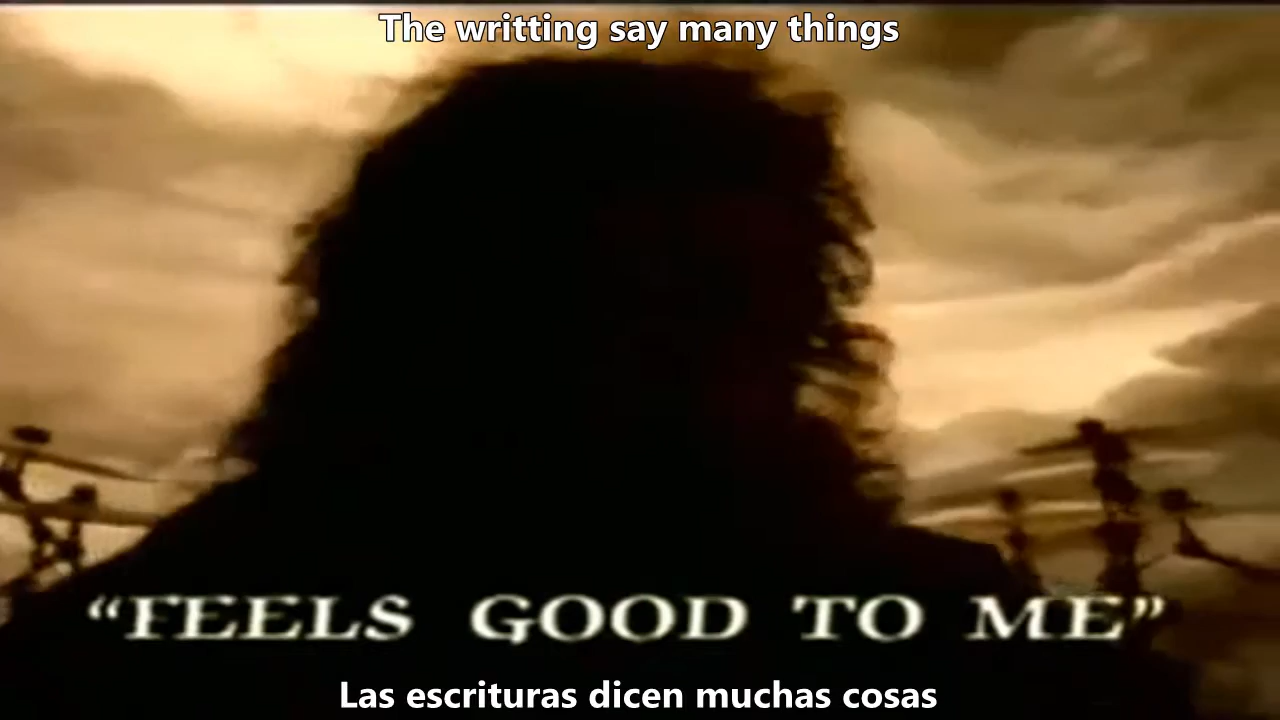 The writting say many things
“FEELS GOOD TO ME”
Las escrituras dicen muchas cosas